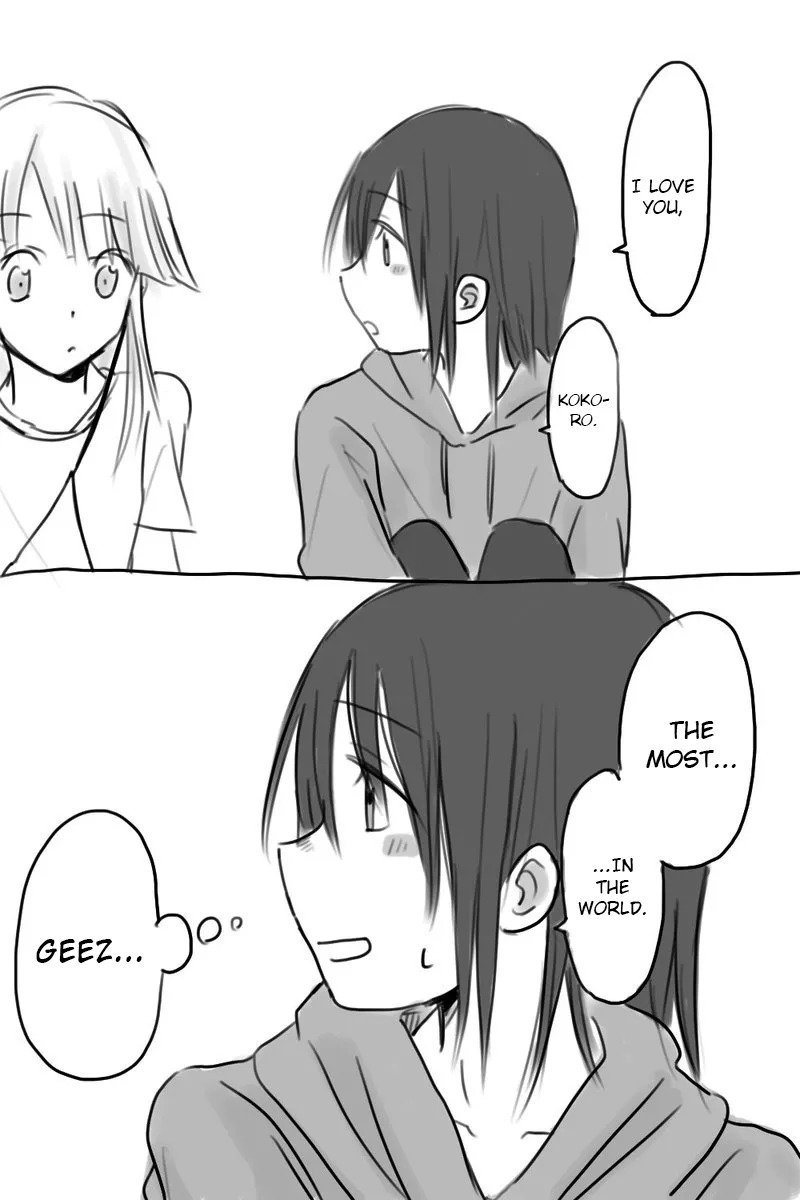 I LOVE
YOU,
KOKO-
RO.
THE
MOST...
...IN
THE
WORLD.
GEEZ...